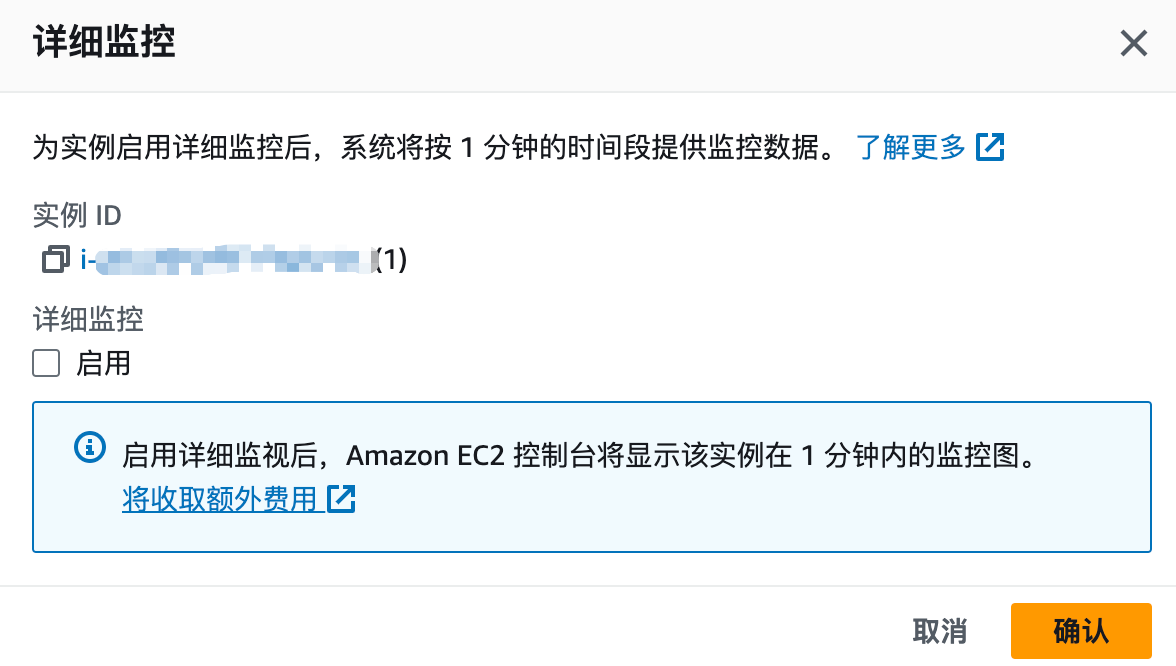 详细监控
为实例启用详细监控后，系统将按 1 分钟的时间段提供监控数据。 了解更多
实例 ID
i- (1)
详细监控
启用
启用详细监视后，Amazon EC2 控制台将显示该实例在 1 分钟内的监控图。
将收取额外费用
取消 确认